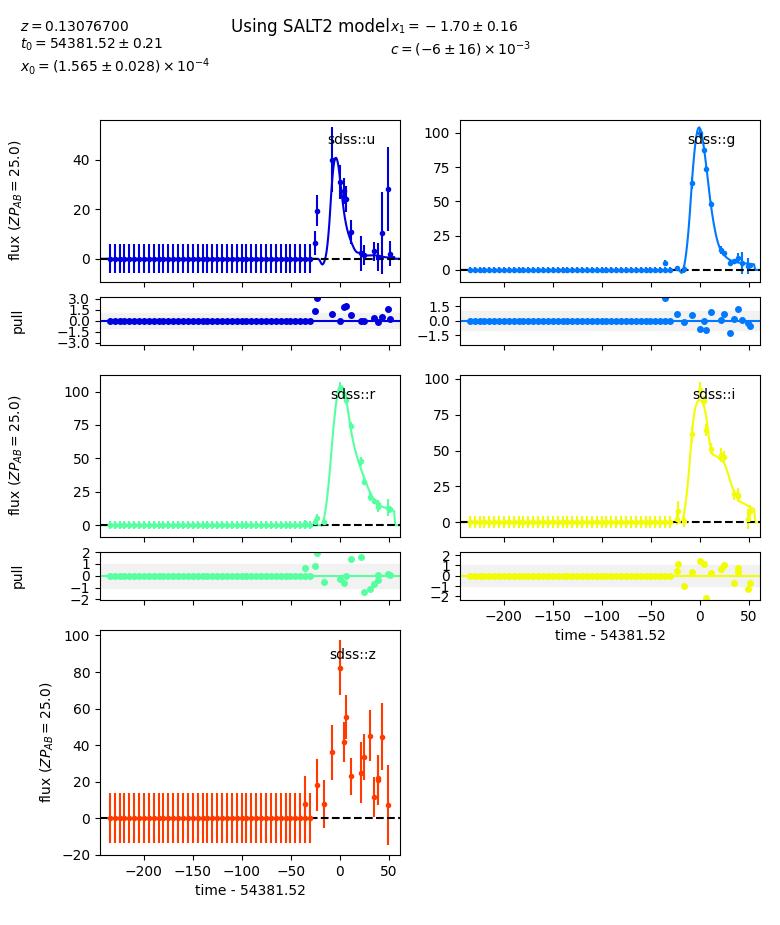 Using SALT2 model
z = 0.13076700
t₀ = 54381.52 ± 0.21
x₀ = (1.565 ± 0.028) × 10⁻⁴
x₁ = −1.70 ± 0.16
c = (−6 ± 16) × 10⁻³
flux (ZP_AB = 25.0)
sdss::u
40
20
0
sdss::g
100
75
50
25
0
pull
3.0
1.5
0.0
−1.5
−3.0
1.5
0.0
−1.5
flux (ZP_AB = 25.0)
sdss::r
100
75
50
25
0
sdss::i
100
75
50
25
0
pull
2
1
0
−1
−2
2
1
0
−1
−2
−200 −150 −100 −50 0 50
time - 54381.52
flux (ZP_AB = 25.0)
sdss::z
100
80
60
40
20
0
−20
−200 −150 −100 −50 0 50
time - 54381.52